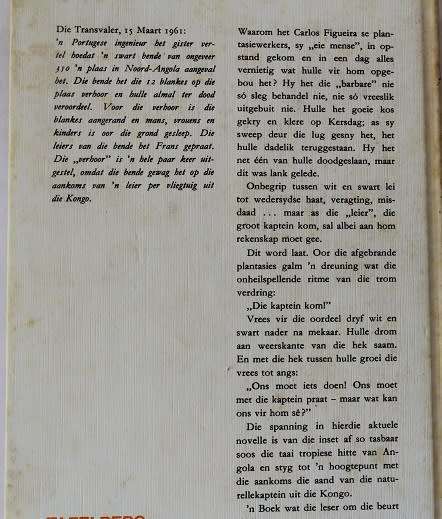 Die Transvaler, 15 Maart 1961:
'n Portugese ingenieur het gister ver-
tel hoedat 'n swart bende van ongeveer
350 'n plaas in Noord-Angola aangeval
het. Die bende het die 12 blankes op die
plaas verhoor en hulle almal ter dood
veroordeel. Voor die verhoor is die
blankes aangerand en mans, vrouens en
kinders is oor die grond gesleep. Die
leiers van die bende het Frans gepraat.
Die „verhoor” is 'n hele paar keer uit-
gestel, omdat die bende gewag het op die
aankoms van 'n leier per vliegtuig uit
die Kongo.
Waarom het Carlos Figueira se plan-
tasiewerkers, sy „eie mense”, in op-
stand gekom en in een dag alles
vernietig wat hulle vir hom opge-
bou het? Hy het die „barbare” nie
só sleg behandel nie, nie só vreeslik
uitgebuit nie. Hulle het goeie kos
gekry en klere op Kersdag; as sy
sweep deur die lug gesny het, het
hulle dadelik teruggestaan. Hy het
net één van hulle doodgeslaan, maar
dit was lank gelede.
Onbegrip tussen wit en swart lei
tot wedersydse haat, veragting, mis-
daad ... maar as die „leier”, die
groot kaptein kom, sal albei aan hom
rekenskap moet gee.
Dit word laat. Oor die afgebrande
plantasies galm 'n dreuning wat die
onheilspellende ritme van die trom
verdring:
„Die kaptein kom!”
Vrees vir die oordeel dryf wit en
swart nader na mekaar. Hulle drom
aan weerskante van die hek saam.
En met die hek tussen hulle groei die
vrees tot angs:
„Ons moet iets doen! Ons moet
met die kaptein praat – maar wat kan
ons vir hom sê?”
Die spanning in hierdie aktuele
novelle is van die inset af so tasbaar
soos die taai tropiese hitte van An-
gola en styg tot 'n hoogtepunt met
die aankoms die aand van die natu-
rellekaptein uit die Kongo.
'n Boek wat die leser om die beurt